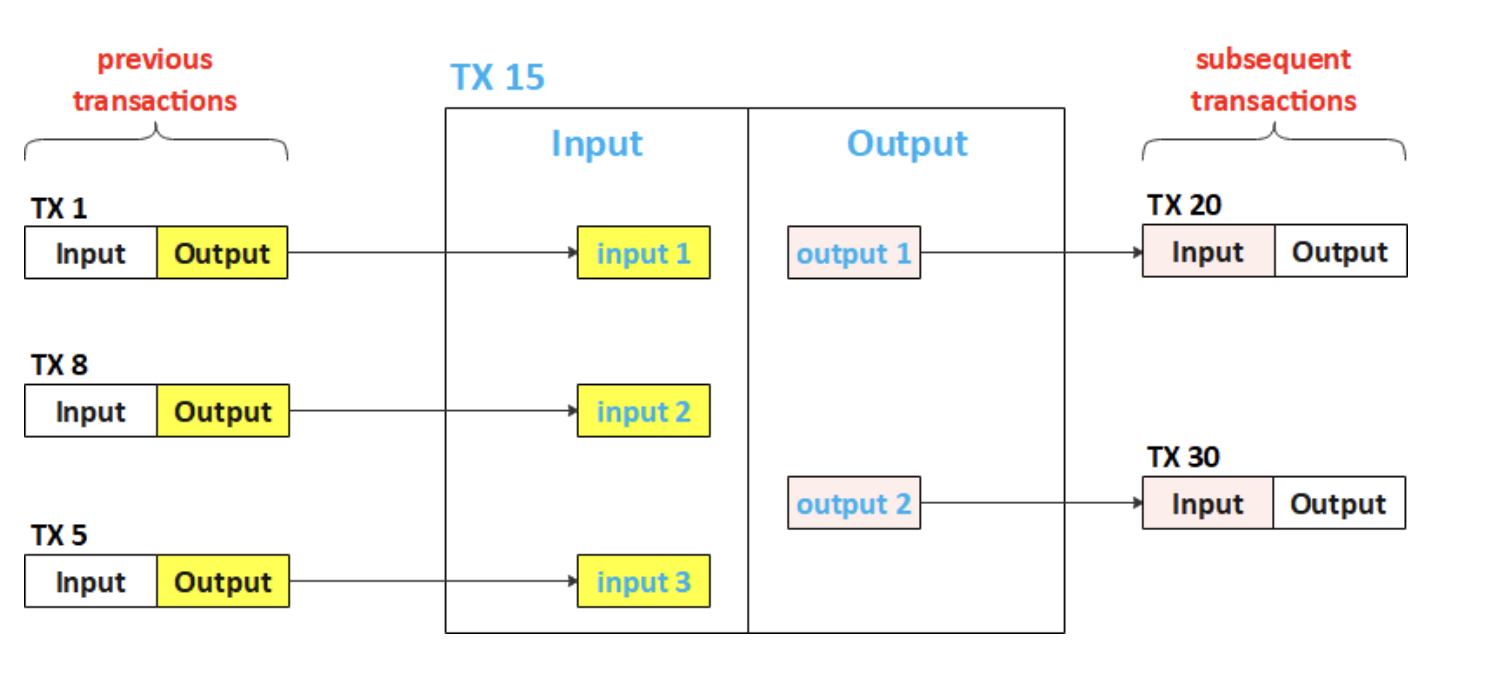 previous
transactions
TX 15
subsequent
transactions
Input
Output
TX 1
Input Output
input 1
output 1
TX 20
Input Output
TX 8
Input Output
input 2
TX 30
output 2
Input Output
TX 5
Input Output
input 3